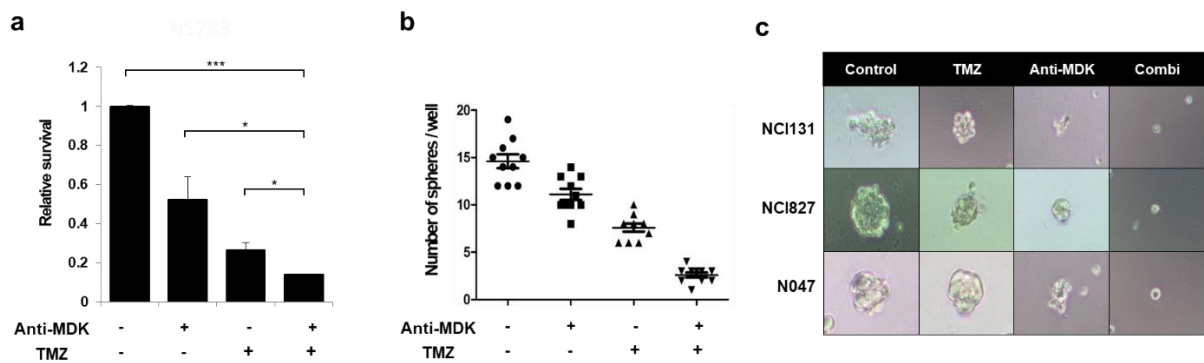 a
N5783
1.2
1
0.8
0.6
0.4
0.2
0
Relative survival
***
*
*
Anti-MDK - + - +
TMZ - - + +
b
20
15
10
5
0
Number of spheres / well
Anti-MDK - + - +
TMZ - - + +
c
Control TMZ Anti-MDK Combi
NCI131
NCI827
N047